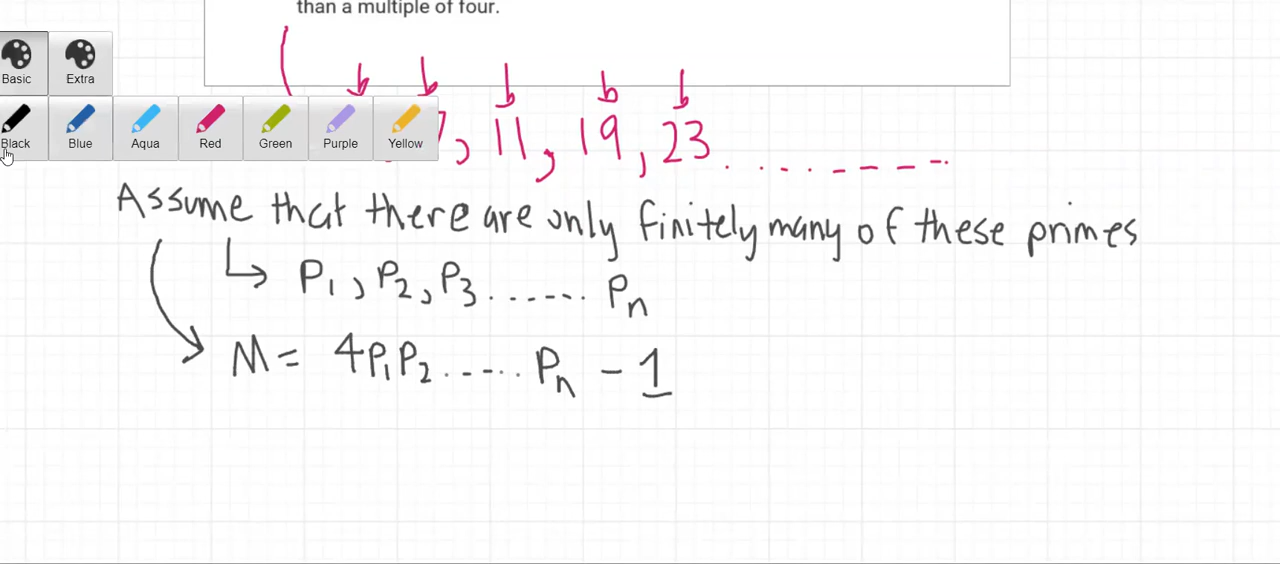 than a multiple of four.
Basic Extra
Black Blue Aqua Red Green Purple Yellow
, 11, 19, 23 . . . . . . - - - -
Assume that there are only finitely many of these primes
↳ P₁, P₂, P₃ ...... Pₙ
M = 4P₁P₂ ...... Pₙ - 1